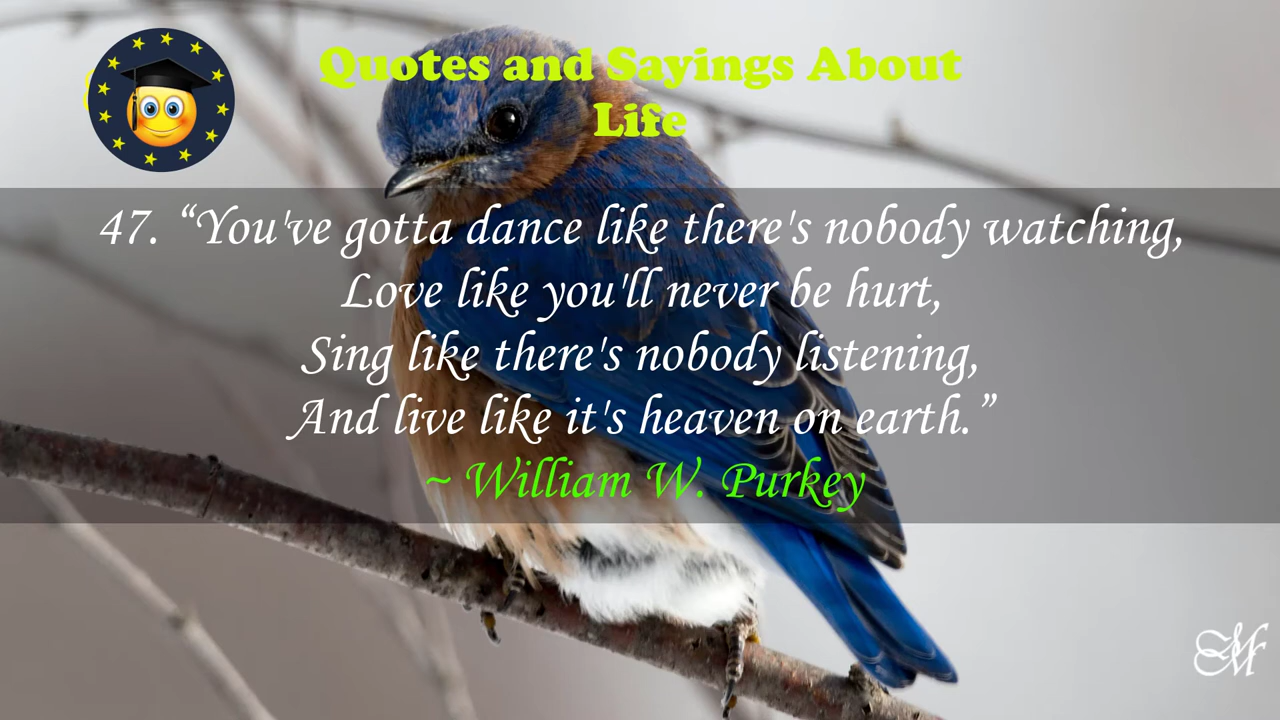 Quotes and Sayings About
Life
47. “You've gotta dance like there's nobody watching,
Love like you'll never be hurt,
Sing like there's nobody listening,
And live like it's heaven on earth.”
~ William W. Purkey